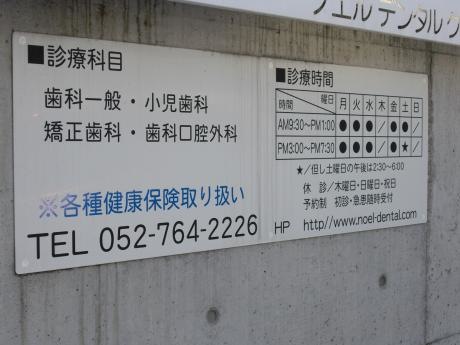 ノエル デンタル ク
■診療科目
歯科一般・小児歯科
矯正歯科・歯科口腔外科
※各種健康保険取り扱い
TEL 052-764-2226
■診療時間
時間 曜日 月 火 水 木 金 土 日
AM9:30〜PM1:00 ● ● ● / ● ● /
PM3:00〜PM7:30 ● ● ● / ● ★ /
★/但し土曜日の午後は2:30〜6:00
休 診/木曜日・日曜日・祝日
予約制 初診・急患随時受付
HP http//www.noel-dental.com